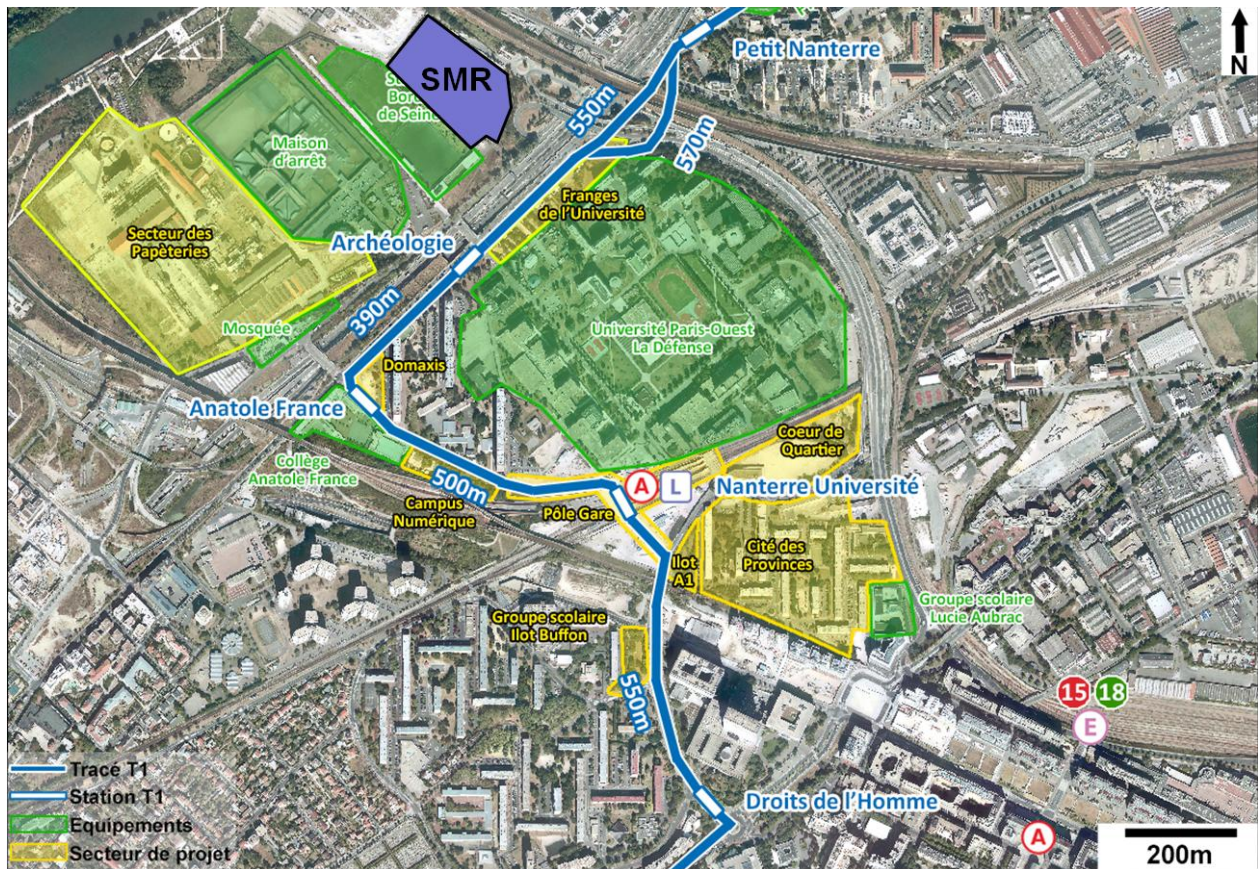 N
Petit Nanterre
SMR
Bord
de Seine
550m
570m
Maison
d'arrêt
Franges
de l'Université
Secteur des
Papèteries
Archéologie
390m
Mosquée
Université Paris-Ouest
La Défense
Domaxis
Anatole France
Coeur de
Quartier
Collège
Anatole France
500m
A
L
Nanterre Université
Campus
Numérique
Pôle Gare
Ilot
A1
Cité des
Provinces
Groupe scolaire
Lucie Aubrac
Groupe scolaire
Ilot Buffon
550m
15
18
E
Droits de l'Homme
A
Tracé T1
Station T1
Equipements
Secteur de projet
200m